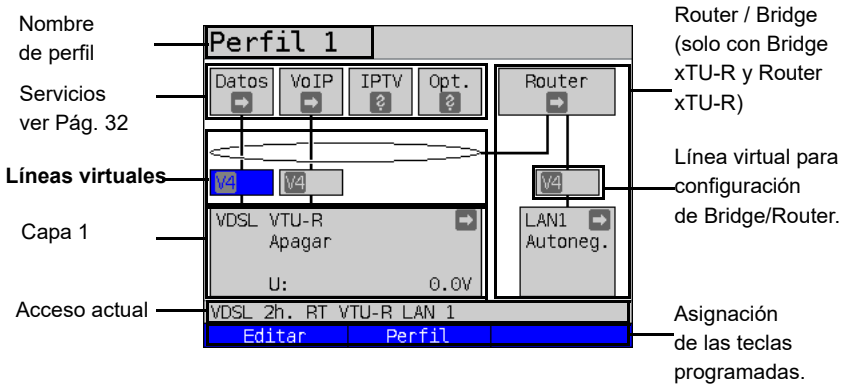 Nombre
de perfil
Servicios
ver Pág. 32
Líneas virtuales
Capa 1
Acceso actual
Perfil 1
Datos VoIP IPTV Opt. Router
? ?
V4 V4 V4
VDSL VTU-R
Apagar
U: 0.0V
LAN1
Autoneg.
VDSL 2h. RT VTU-R LAN 1
Editar Perfil
Router / Bridge
(solo con Bridge
xTU-R y Router
xTU-R)
Línea virtual para
configuración
de Bridge/Router.
Asignación
de las teclas
programadas.